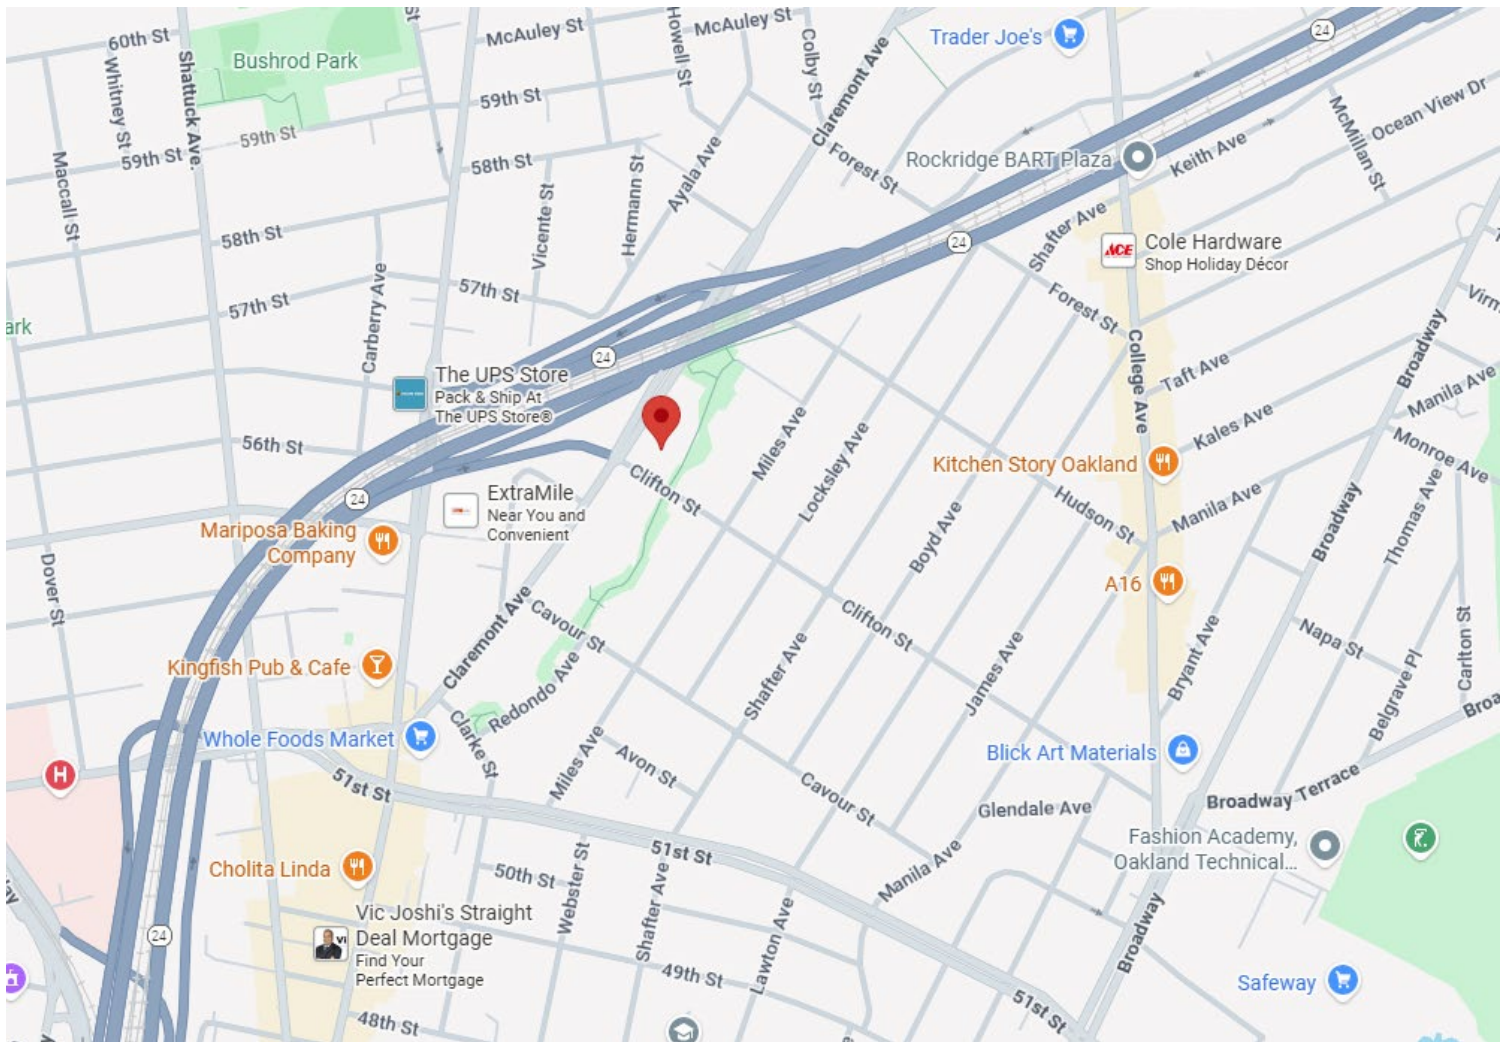 60th St
Whitney St
Shattuck Ave.
Bushrod Park
St
McAuley St
Howell St
McAuley St
Colby St
Claremont Ave
Trader Joe's
24
59th St
59th St
59th St
Maccall St
58th St
58th St
Vicente St
Hermann St
Ayala Ave
Forest St
Rockridge BART Plaza
Keith Ave
McMillan St
Ocean View Dr
Shafter Ave
24
ACE
Cole Hardware
Shop Holiday Décor
57th St
57th St
Carberry Ave
Forest St
College Ave
Broadway
Virm
ark
24
The UPS Store
Pack & Ship At
The UPS Store®
Taft Ave
Manila Ave
56th St
Miles Ave
Locksley Ave
Kales Ave
Monroe Ave
Kitchen Story Oakland
24
Clifton St
ExtraMile
Near You and
Convenient
Hudson St
Manila Ave
Broadway
Thomas Ave
Mariposa Baking
Company
Boyd Ave
Dover St
Claremont Ave
Cavour St
Clifton St
A16
Napa St
Carlton St
Kingfish Pub & Cafe
Redondo Ave
Shafter Ave
James Ave
Bryant Ave
Belgrave Pl
Broa
Whole Foods Market
Clarke St
Miles Ave
Avon St
Blick Art Materials
H
51st St
Cavour St
Glendale Ave
Broadway Terrace
Cholita Linda
51st St
Manila Ave
Fashion Academy,
Oakland Technical...
50th St
Webster St
Shafter Ave
Lawton Ave
Broadway
24
Vic Joshi's Straight
Deal Mortgage
Find Your
Perfect Mortgage
49th St
Safeway
48th St
51st St